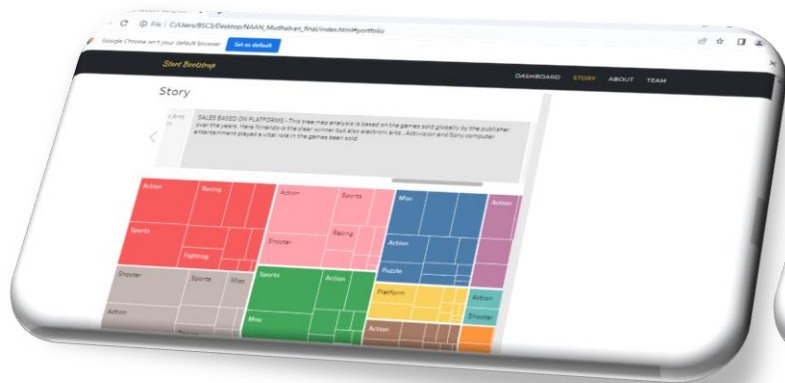 File | C:/Users/BSCS/Desktop/NAAN_Mudhalvan_final/index.html#portfolio
Google Chrome isn't your default browser Set as default
Start Bootstrap
DASHBOARD STORY ABOUT TEAM
Story
SALES BASED ON PLATFORMS - This tree map analysis is based on the games sold globally by the publisher
over the years. Here Nimendo is the clear winner but also electroni arts , Activision and Sony computer
entertainment played a vital role in the games been sold.
Action Racing Action Sports Misc Action
Sports Shooter Racing Action
Fighting Puzzle
Shooter Sports Misc Sports Action Platform Action
Action Misc Shooter
Action